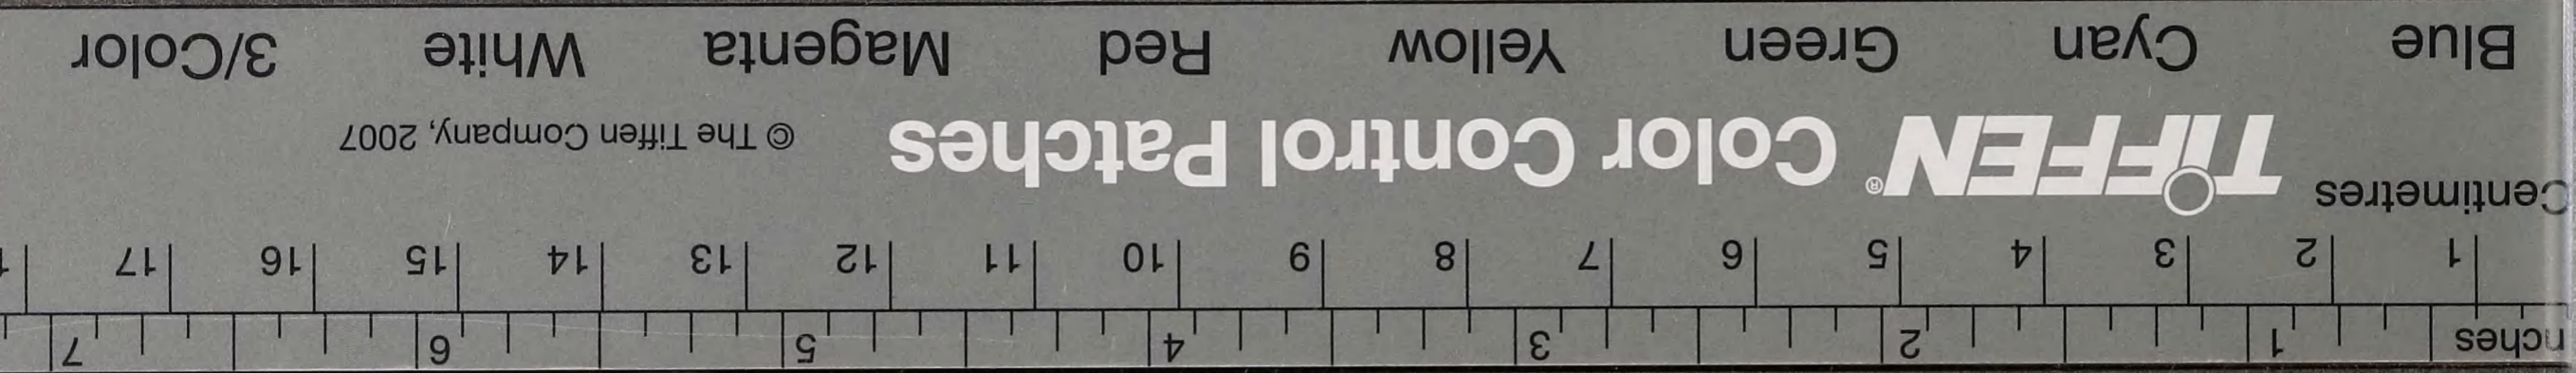 Inches 1 2 3 4 5 6 7
1 2 3 4 5 6 7 8 9 10 11 12 13 14 15 16 17
Centimetres
TIFFEN® Color Control Patches © The Tiffen Company, 2007
Blue Cyan Green Yellow Red Magenta White 3/Color